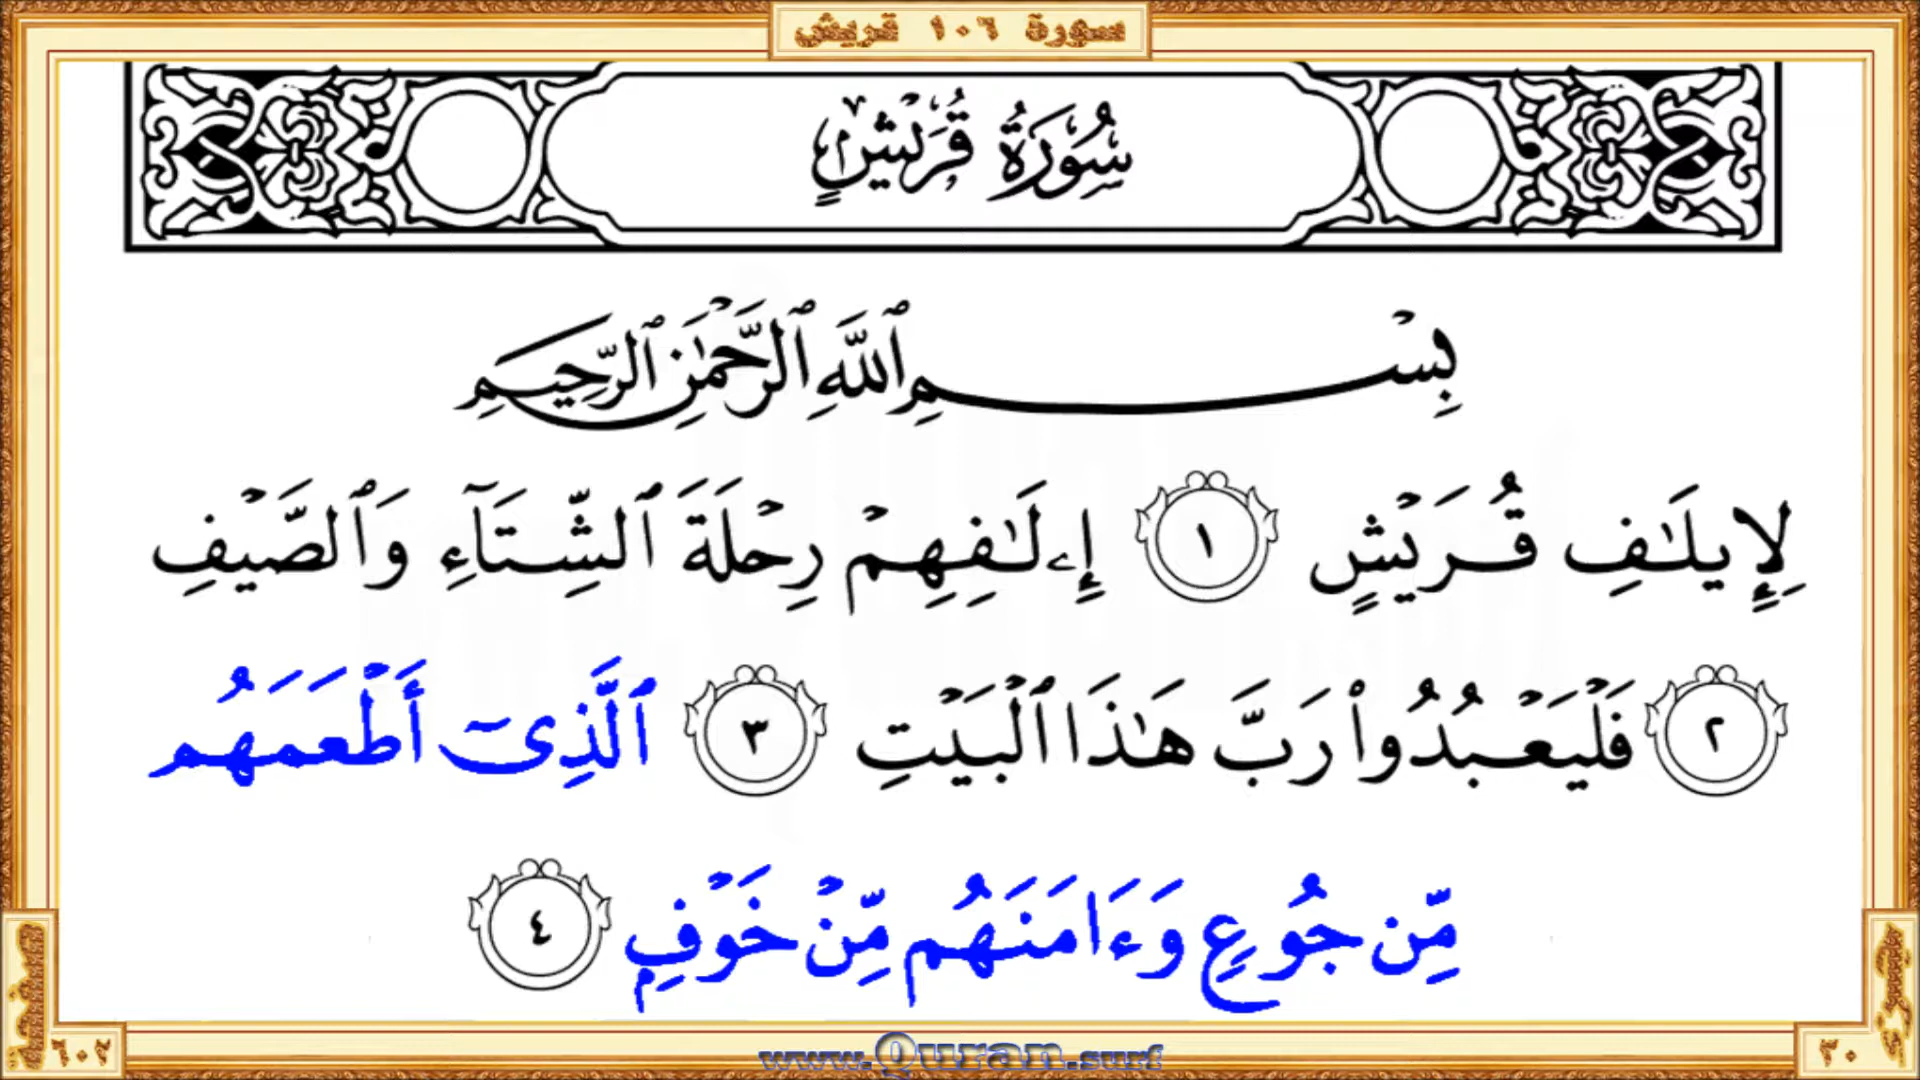 سورة ١٠٦ قريش
سُورَةُ قُرَيْشٍ
بِسْمِ ٱللَّهِ ٱلرَّحْمَٰنِ ٱلرَّحِيمِ
لِإِيلَٰفِ قُرَيْشٍ ١ إِۦلَٰفِهِمْ رِحْلَةَ ٱلشِّتَآءِ وَٱلصَّيْفِ
٢ فَلْيَعْبُدُوا۟ رَبَّ هَٰذَا ٱلْبَيْتِ ٣ ٱلَّذِىٓ أَطْعَمَهُم
مِّن جُوعٍ وَءَامَنَهُم مِّنْ خَوْفٍۭ ٤
الصفحة ٦٠٢
٣٠
www.Quran.surf